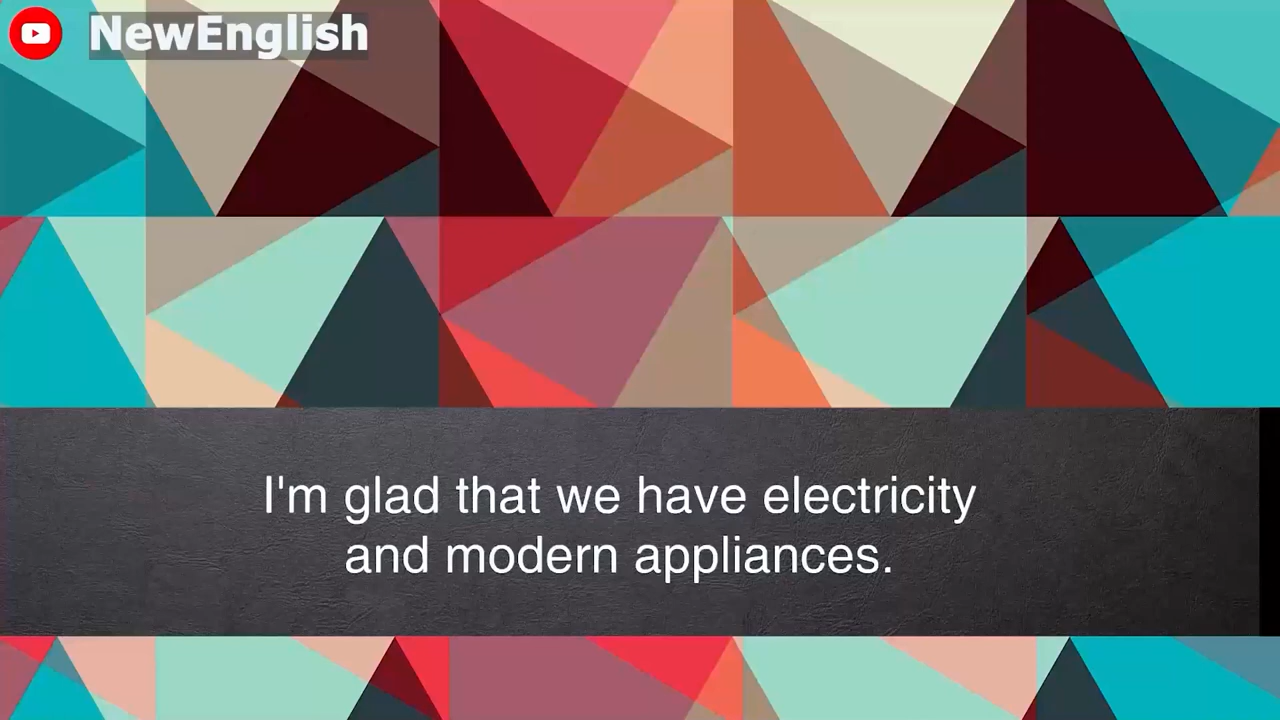 NewEnglish
I'm glad that we have electricity
and modern appliances.